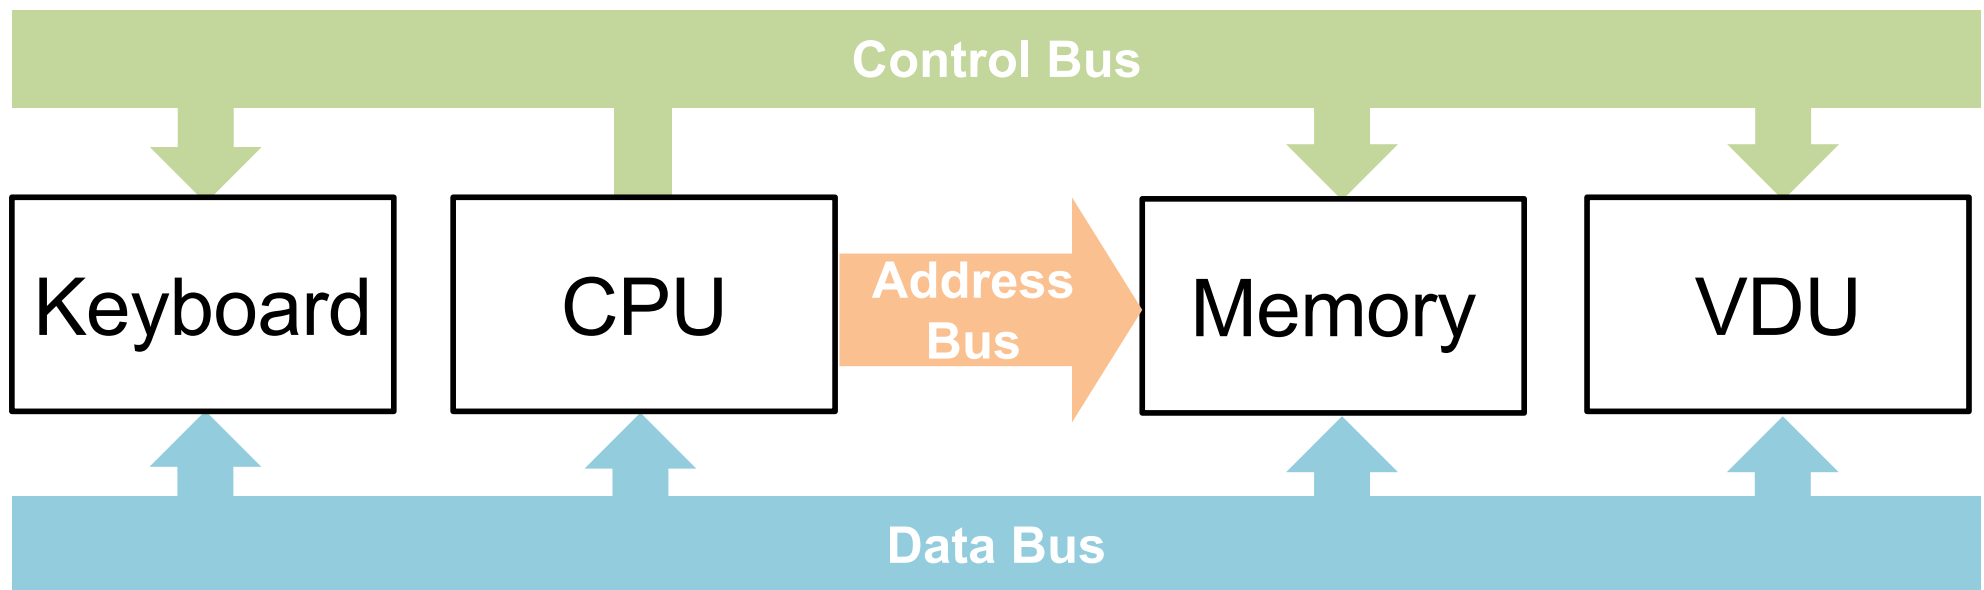 Control Bus
Keyboard
CPU
Address
Bus
Memory
VDU
Data Bus